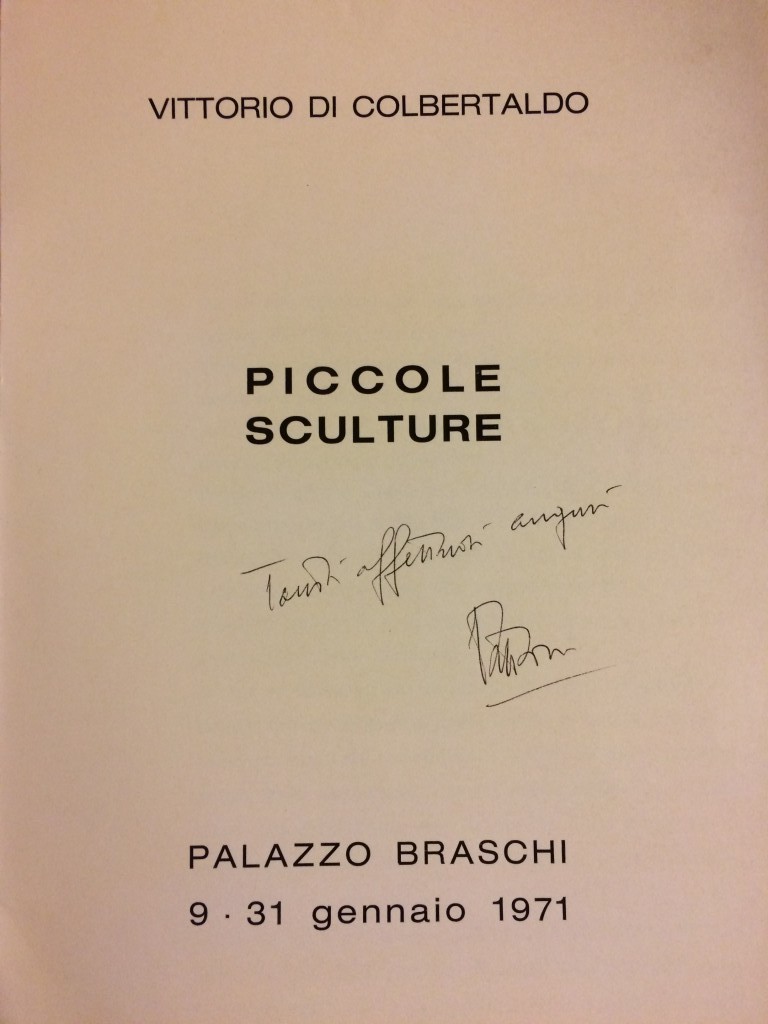 VITTORIO DI COLBERTALDO
PICCOLE
SCULTURE
Tanti affettuosi auguri
PALAZZO BRASCHI
9 · 31 gennaio 1971